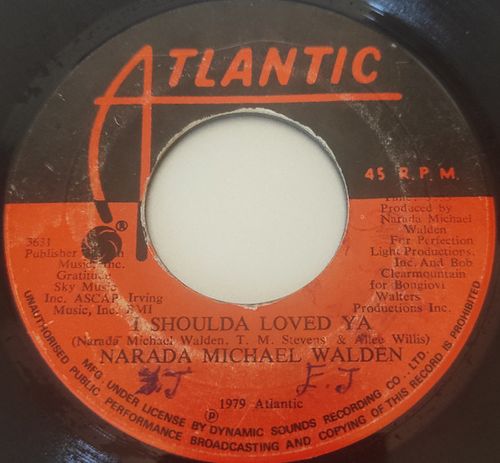 ATLANTIC
45 R.P.M.
®
3631
Publisher
Music, Inc.
Gratitude
Sky Music
Inc. ASCAP Irving
Music, Inc. BMI
Produced by
Narada Michael
Walden
For Perfection
Light Productions,
Inc. And Bob
Clearmountain
for Bongiovi
Walters
Productions Inc.
I SHOULDA LOVED YA
(Narada Michael Walden, T. M. Stevens & Allee Willis)
NARADA MICHAEL WALDEN
E. J
℗
1979 Atlantic
UNAUTHORISED PUBLIC PERFORMANCE BROADCASTING AND COPYING OF THIS RECORD IS PROHIBITED
MFG. UNDER LICENSE BY DYNAMIC SOUNDS RECORDING CO., LTD.